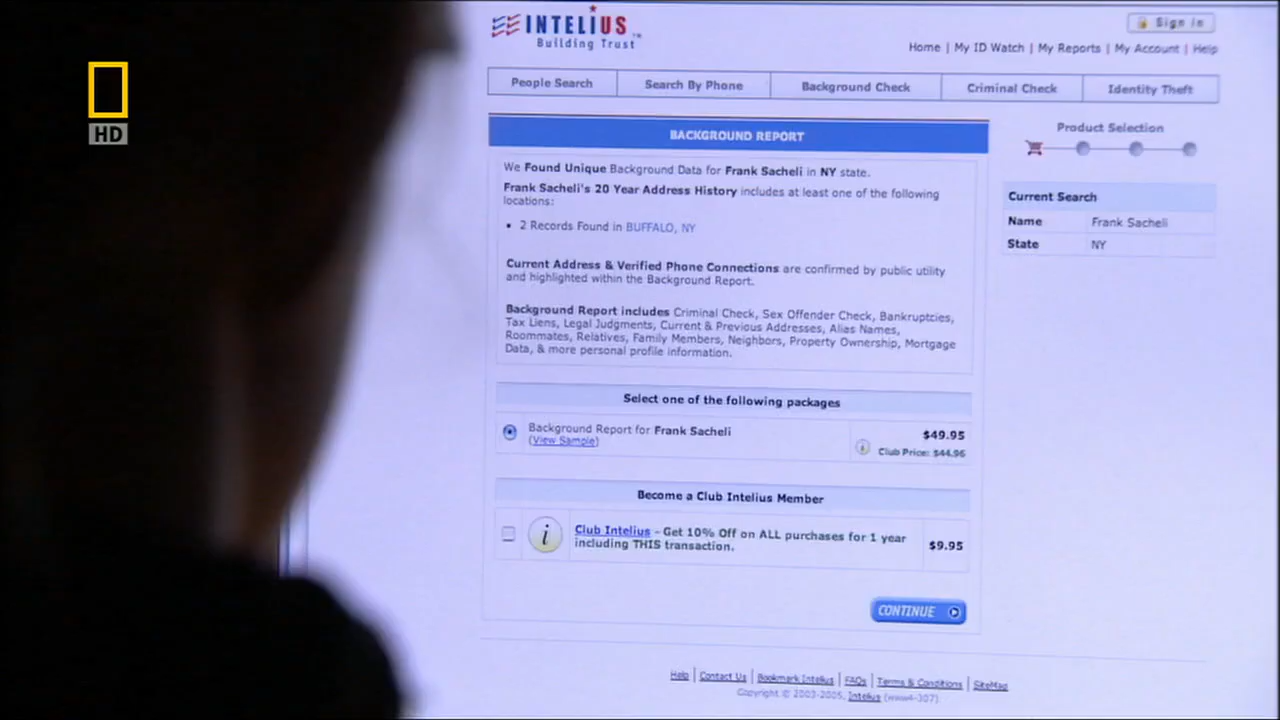 HD
INTELIUS
Building Trust
Sign In
Home | My ID Watch | My Reports | My Account | Help
People Search
Search By Phone
Background Check
Criminal Check
Identity Theft
BACKGROUND REPORT
We Found Unique Background Data for Frank Sacheli in NY state.
Frank Sacheli's 20 Year Address History includes at least one of the following
locations:
• 2 Records Found in BUFFALO, NY
Current Address & Verified Phone Connections are confirmed by public utility
and highlighted within the Background Report.
Background Report includes Criminal Check, Sex Offender Check, Bankruptcies,
Tax Liens, Legal Judgments, Current & Previous Addresses, Alias Names,
Roommates, Relatives, Family Members, Neighbors, Property Ownership, Mortgage
Data, & more personal profile information.
Select one of the following packages
Background Report for Frank Sacheli
(View Sample)
i
$49.95
Club Price: $44.96
Become a Club Intelius Member
i
Club Intelius - Get 10% Off on ALL purchases for 1 year
including THIS transaction.
$9.95
CONTINUE
Product Selection
Current Search
Name Frank Sacheli
State NY
Help | Contact Us | Bookmark Intelius | FAQs | Terms & Conditions | SiteMap
Copyright © 2003-2005, Intelius (www4-307)